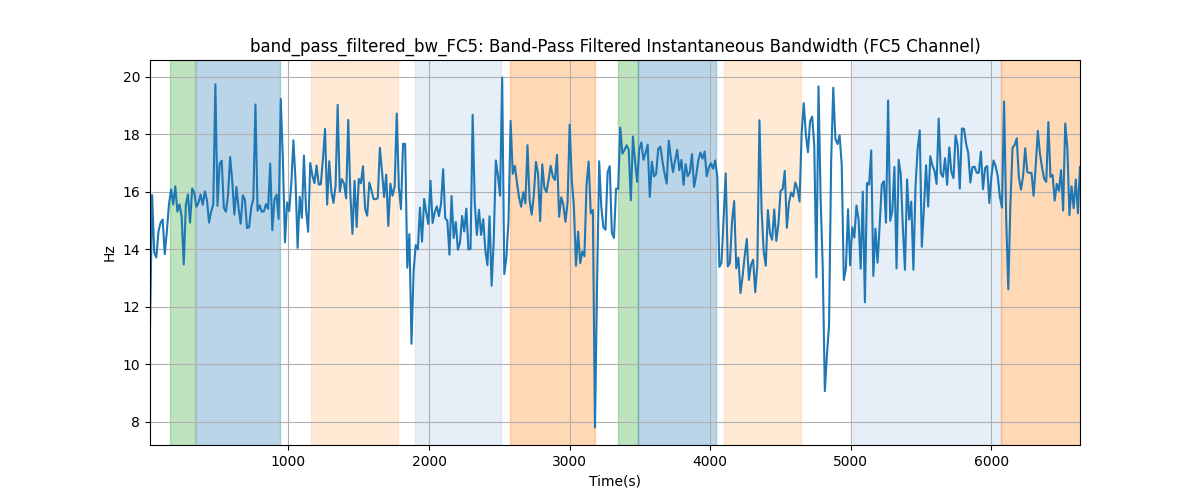 band_pass_filtered_bw_FC5: Band-Pass Filtered Instantaneous Bandwidth (FC5 Channel)
20
18
16
14
12
10
8
Hz
1000 2000 3000 4000 5000 6000
Time(s)